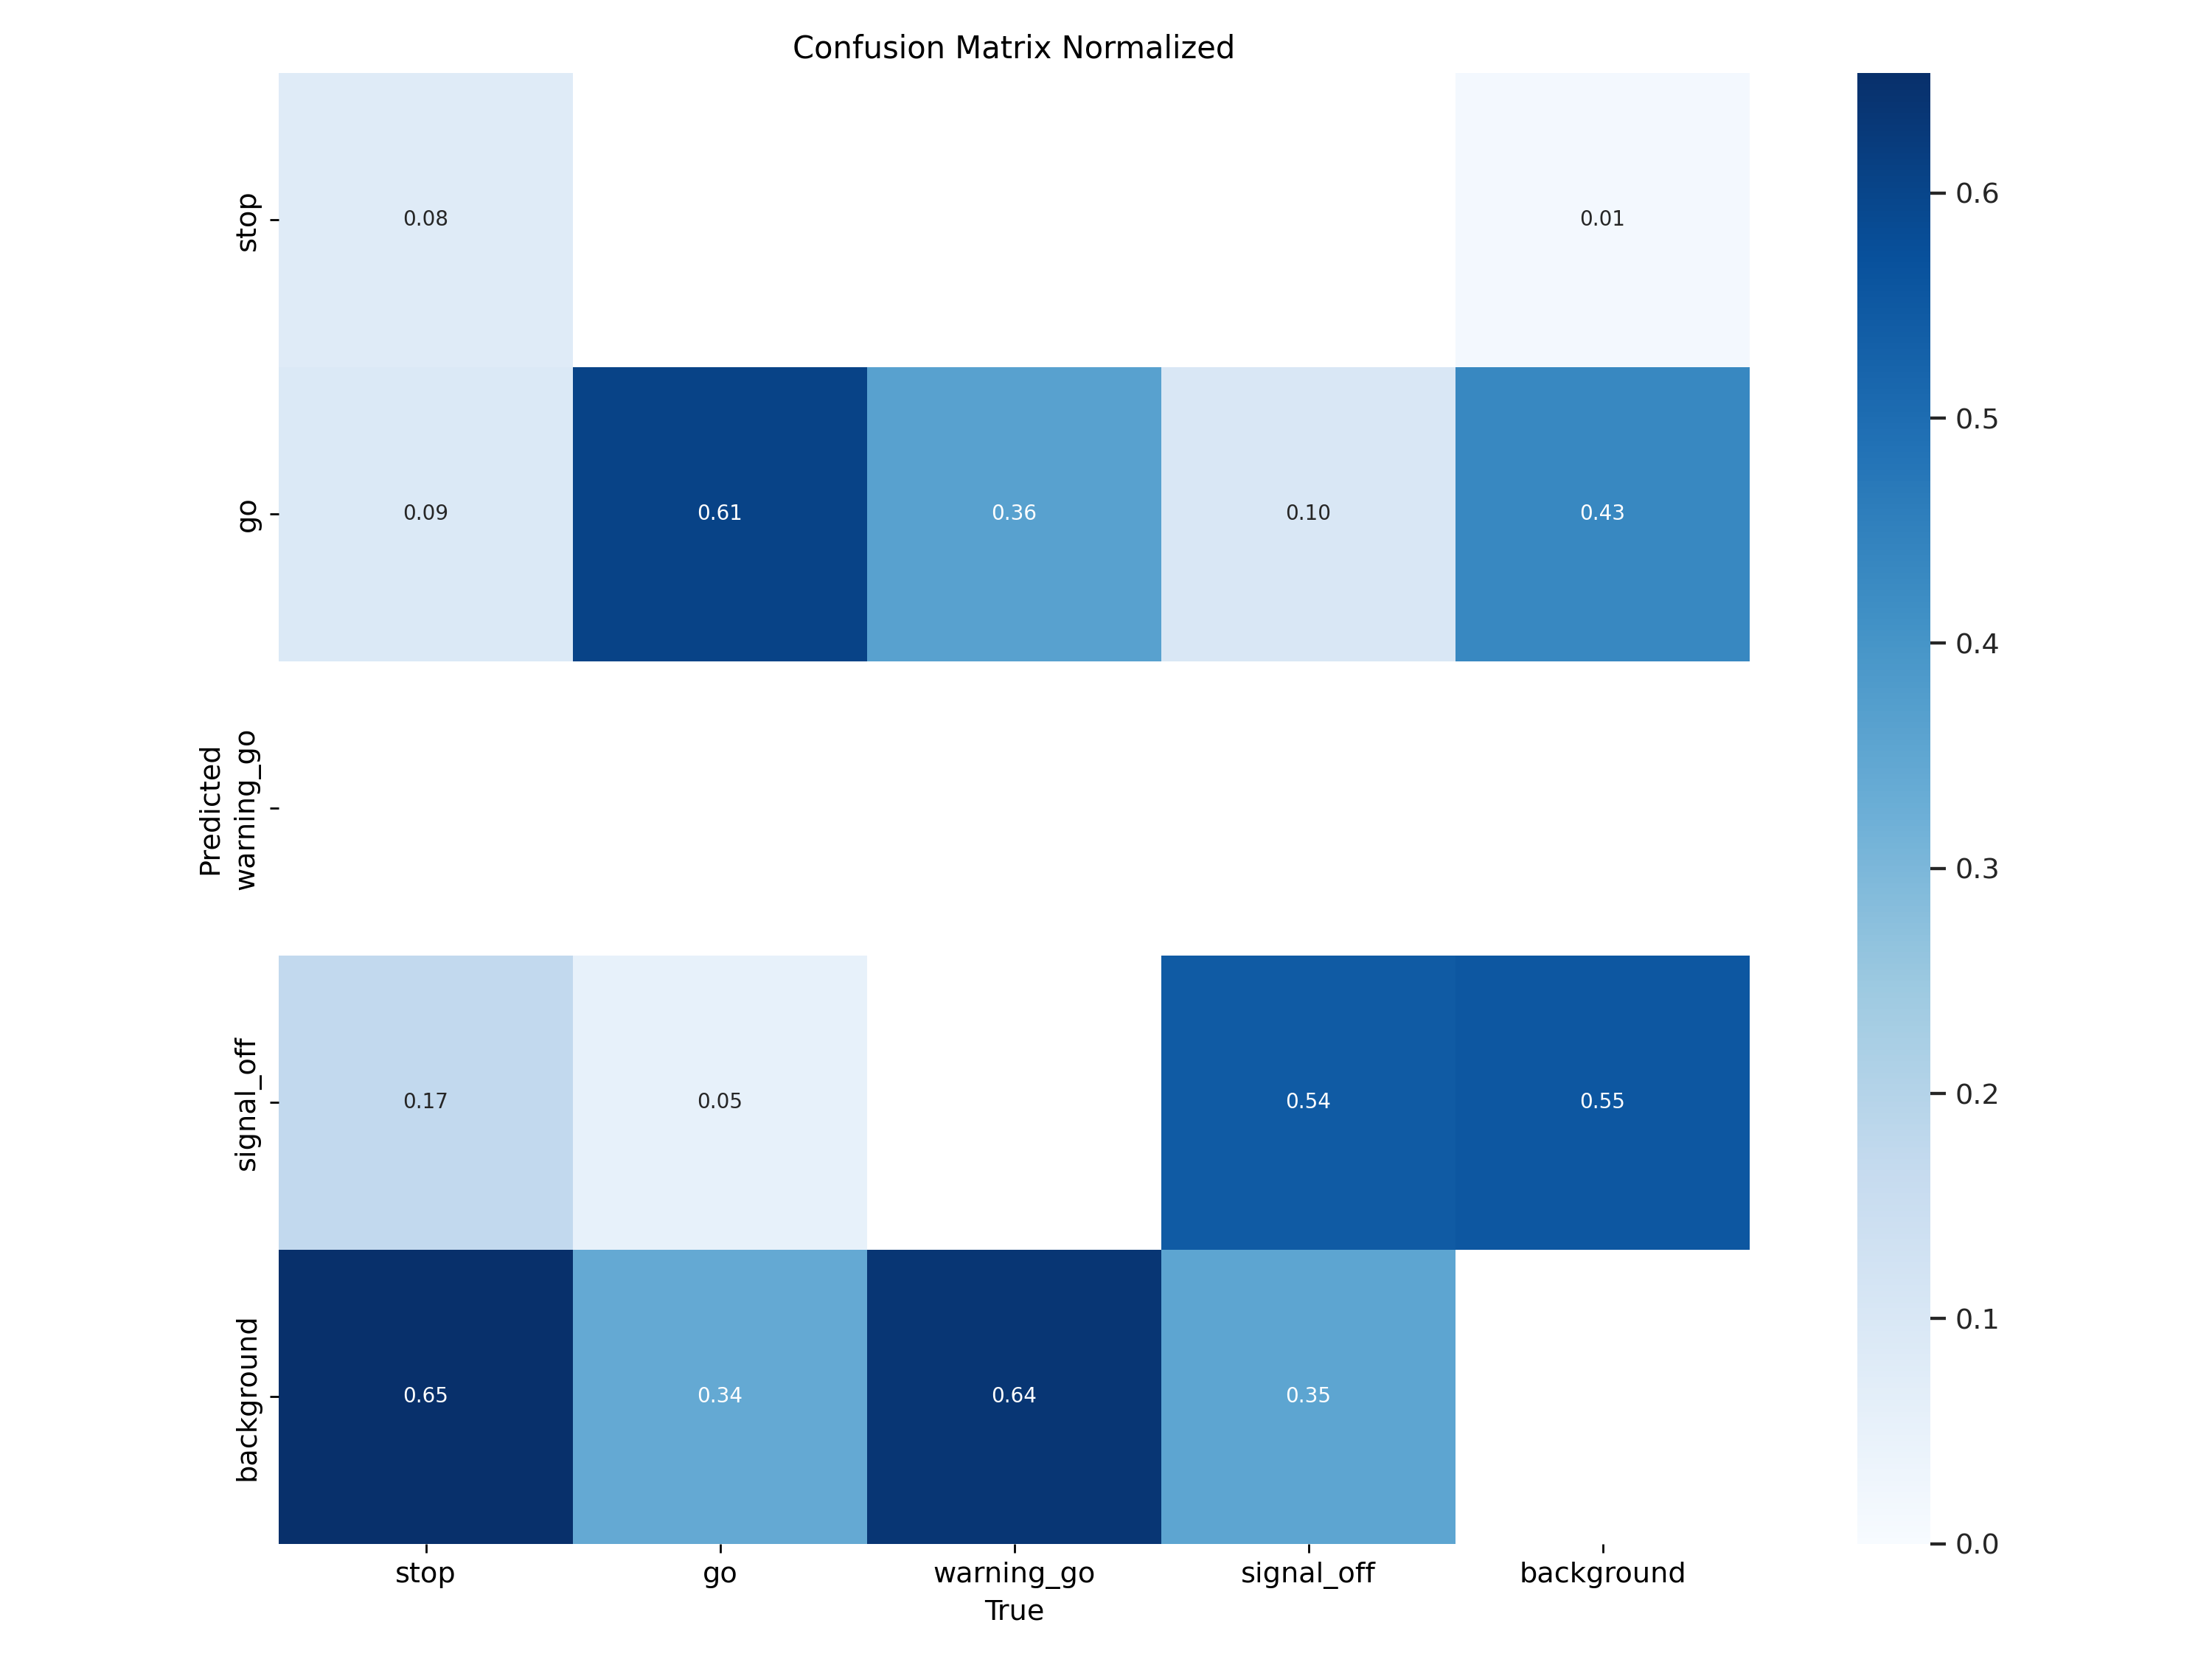 Confusion Matrix Normalized
stop
0.08
0.01
go
0.09
0.61
0.36
0.10
0.43
Predicted
warning_go
signal_off
0.17
0.05
0.54
0.55
background
0.65
0.34
0.64
0.35
stop
go
warning_go
signal_off
background
True
0.6
0.5
0.4
0.3
0.2
0.1
0.0